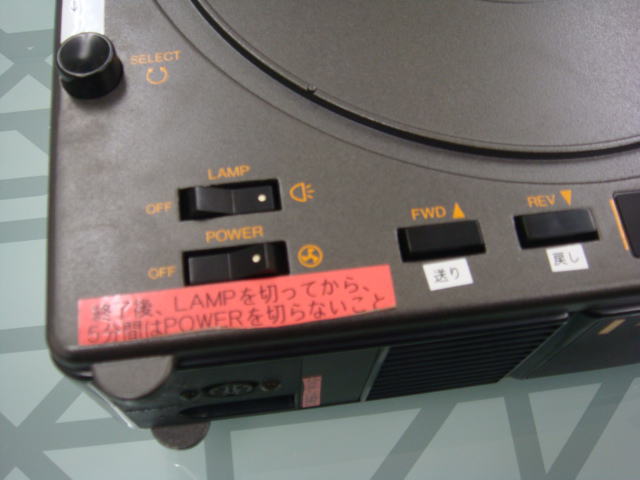 SELECT
LAMP
OFF
POWER
OFF
FWD ▲
REV ▼
送り
戻し
終了後、LAMPを切ってから、
5分間はPOWERを切らないこと